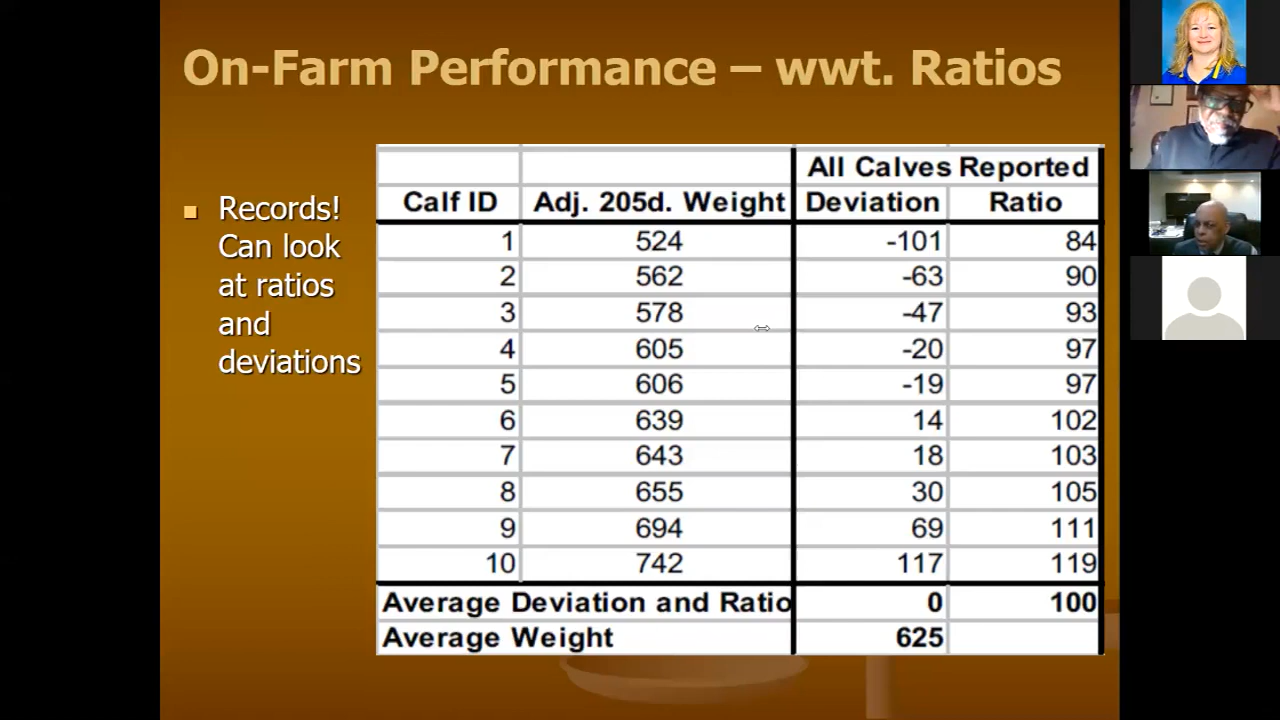 On-Farm Performance – wwt. Ratios
Records!
Can look
at ratios
and
deviations
All Calves Reported
Calf ID Adj. 205d. Weight Deviation Ratio
1 524 -101 84
2 562 -63 90
3 578 -47 93
4 605 -20 97
5 606 -19 97
6 639 14 102
7 643 18 103
8 655 30 105
9 694 69 111
10 742 117 119
Average Deviation and Ratio 0 100
Average Weight 625